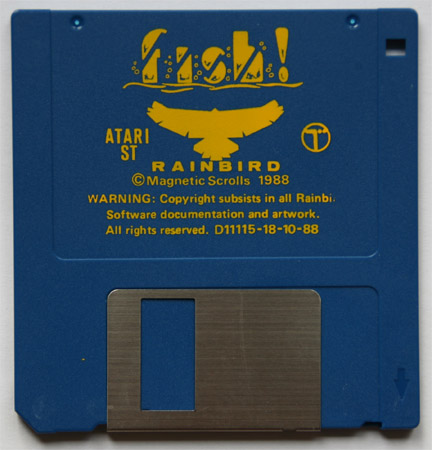 fish!
ATARI
ST
T
RAINBIRD
©Magnetic Scrolls 1988
WARNING: Copyright subsists in all Rainbi.
Software documentation and artwork.
All rights reserved. D11115-18-10-88